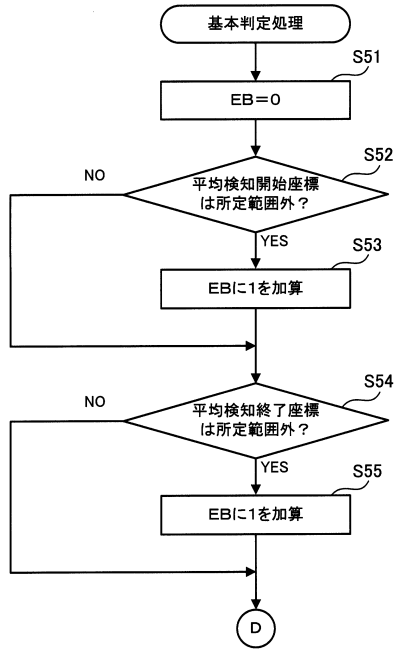 基本判定処理
S51
EB=0
S52
NO
平均検知開始座標
は所定範囲外？
YES
S53
EBに1を加算
S54
NO
平均検知終了座標
は所定範囲外？
YES
S55
EBに1を加算
D